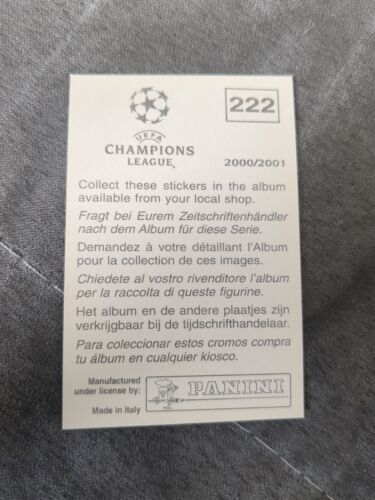 222
UEFA
CHAMPIONS
LEAGUE
2000/2001
Collect these stickers in the album
available from your local shop.
Fragt bei Eurem Zeitschriftenhändler
nach dem Album für diese Serie.
Demandez à votre détaillant l'Album
pour la collection de ces images.
Chiedete al vostro rivenditore l'album
per la raccolta di queste figurine.
Het album en de andere plaatjes zijn
verkrijgbaar bij de tijdschrifthandelaar.
Para coleccionar estos cromos compra
tu álbum en cualquier kiosco.
Manufactured
under license by:
PANINI
Made in Italy